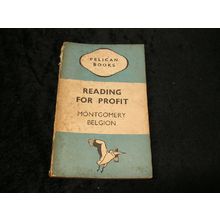 PELICAN
BOOKS
READING
FOR PROFIT
MONTGOMERY
BELGION